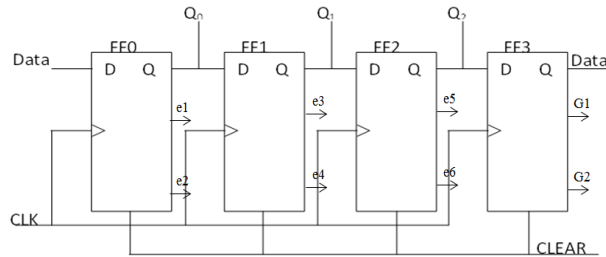 Q₀ Q₁ Q₂
FF0 FF1 FF2 FF3
Data D Q D Q D Q D Q Data
e1 e3 e5 G1
e2 e4 e6 G2
CLK
CLEAR